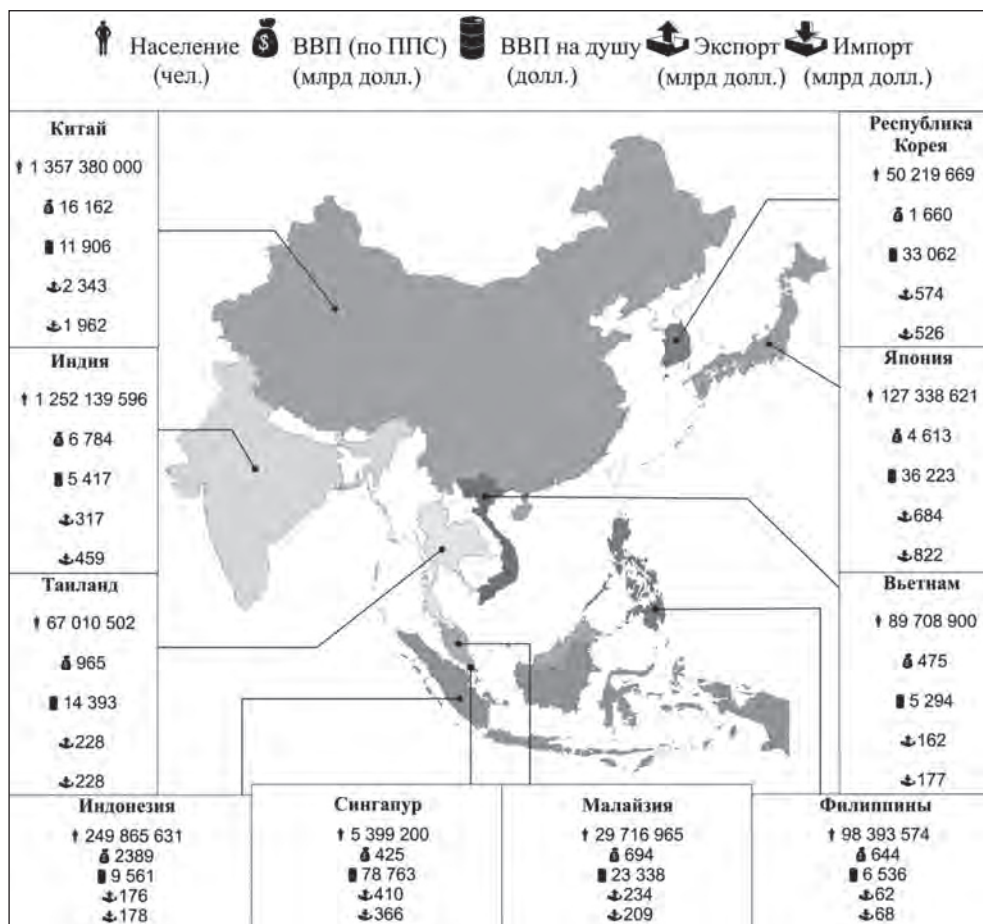 Население ВВП (по ППС) ВВП на душу Экспорт Импорт
(чел.) (млрд долл.) (долл.) (млрд долл.) (млрд долл.)
Китай
1 357 380 000
16 162
11 906
2 343
1 962
Индия
1 252 139 596
6 784
5 417
317
459
Таиланд
67 010 502
965
14 393
228
228
Республика
Корея
50 219 669
1 660
33 062
574
526
Япония
127 338 621
4 613
36 223
684
822
Вьетнам
89 708 900
475
5 294
162
177
Индонезия
249 865 631
2389
9 561
176
178
Сингапур
5 399 200
425
78 763
410
366
Малайзия
29 716 965
694
23 338
234
209
Филиппины
98 393 574
644
6 536
62
68